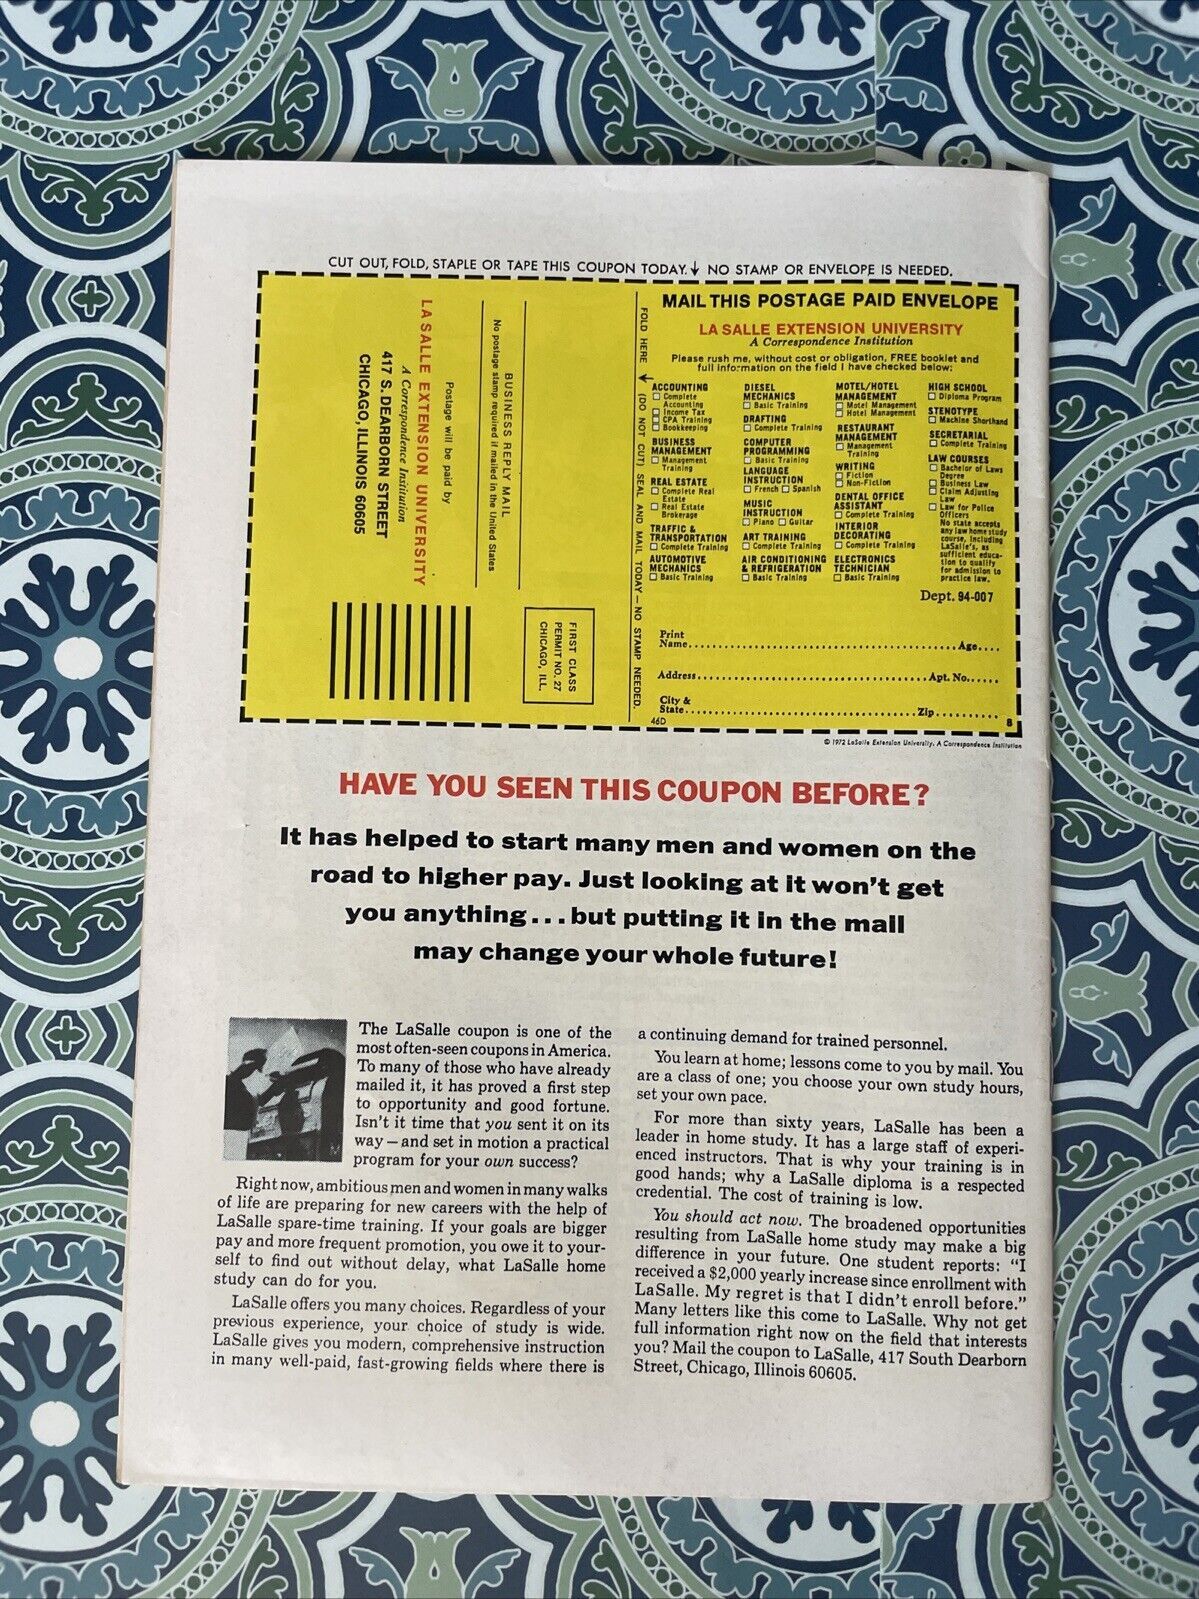 CUT OUT, FOLD, STAPLE OR TAPE THIS COUPON TODAY.↓ NO STAMP OR ENVELOPE IS NEEDED.
LA SALLE EXTENSION UNIVERSITY
A Correspondence Institution
417 S. DEARBORN STREET
CHICAGO, ILLINOIS 60605
Postage will be paid by
BUSINESS REPLY MAIL
No postage stamp required if mailed in the United States
FIRST CLASS
PERMIT NO. 27
CHICAGO, ILL.
FOLD HERE → (DO NOT CUT) SEAL AND MAIL TODAY — NO STAMP NEEDED.
MAIL THIS POSTAGE PAID ENVELOPE
LA SALLE EXTENSION UNIVERSITY
A Correspondence Institution
Please rush me, without cost or obligation, FREE booklet and
full information on the field I have checked below:
ACCOUNTING
☐ Complete
Accounting
☐ Income Tax
☐ CPA Training
☐ Bookkeeping
BUSINESS
MANAGEMENT
☐ Management
Training
REAL ESTATE
☐ Complete Real
Estate
☐ Real Estate
Brokerage
TRAFFIC &
TRANSPORTATION
☐ Complete Training
AUTOMOTIVE
MECHANICS
☐ Basic Training
DIESEL
MECHANICS
☐ Basic Training
DRAFTING
☐ Complete Training
COMPUTER
PROGRAMMING
☐ Basic Training
LANGUAGE
INSTRUCTION
☐ French ☐ Spanish
MUSIC
INSTRUCTION
☐ Piano ☐ Guitar
ART TRAINING
☐ Complete Training
AIR CONDITIONING
& REFRIGERATION
☐ Basic Training
MOTEL/HOTEL
MANAGEMENT
☐ Motel Management
☐ Hotel Management
RESTAURANT
MANAGEMENT
☐ Management
Training
WRITING
☐ Fiction
☐ Non-Fiction
DENTAL OFFICE
ASSISTANT
☐ Complete Training
INTERIOR
DECORATING
☐ Complete Training
ELECTRONICS
TECHNICIAN
☐ Basic Training
HIGH SCHOOL
☐ Diploma Program
STENOTYPE
☐ Machine Shorthand
SECRETARIAL
☐ Complete Training
LAW COURSES
☐ Bachelor of Laws
Degree
☐ Business Law
☐ Claim Adjusting
Law
☐ Law for Police
Officers
No state accepts
any law home study
course, including
LaSalle's, as
sufficient educa-
tion to qualify
for admission to
practice law.
Dept. 94-007
Print
Name.......... Age....
Address.......... Apt. No......
City &
State.......... Zip..........
46D 8
© 1972 LaSalle Extension University. A Correspondence Institution
HAVE YOU SEEN THIS COUPON BEFORE?
It has helped to start many men and women on the
road to higher pay. Just looking at it won't get
you anything...but putting it in the mail
may change your whole future!
The LaSalle coupon is one of the
most often-seen coupons in America.
To many of those who have already
mailed it, it has proved a first step
to opportunity and good fortune.
Isn't it time that you sent it on its
way—and set in motion a practical
program for your own success?
Right now, ambitious men and women in many walks
of life are preparing for new careers with the help of
LaSalle spare-time training. If your goals are bigger
pay and more frequent promotion, you owe it to your-
self to find out without delay, what LaSalle home
study can do for you.
LaSalle offers you many choices. Regardless of your
previous experience, your choice of study is wide.
LaSalle gives you modern, comprehensive instruction
in many well-paid, fast-growing fields where there is
a continuing demand for trained personnel.
You learn at home; lessons come to you by mail. You
are a class of one; you choose your own study hours,
set your own pace.
For more than sixty years, LaSalle has been a
leader in home study. It has a large staff of experi-
enced instructors. That is why your training is in
good hands; why a LaSalle diploma is a respected
credential. The cost of training is low.
You should act now. The broadened opportunities
resulting from LaSalle home study may make a big
difference in your future. One student reports: "I
received a $2,000 yearly increase since enrollment with
LaSalle. My regret is that I didn't enroll before."
Many letters like this come to LaSalle. Why not get
full information right now on the field that interests
you? Mail the coupon to LaSalle, 417 South Dearborn
Street, Chicago, Illinois 60605.